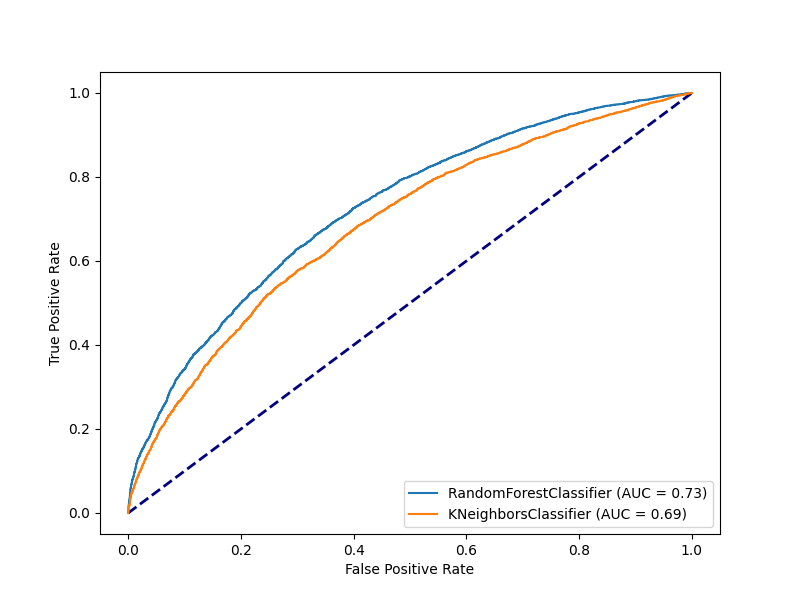 1.0
0.8
0.6
0.4
0.2
0.0
True Positive Rate
0.0 0.2 0.4 0.6 0.8 1.0
False Positive Rate
RandomForestClassifier (AUC = 0.73)
KNeighborsClassifier (AUC = 0.69)